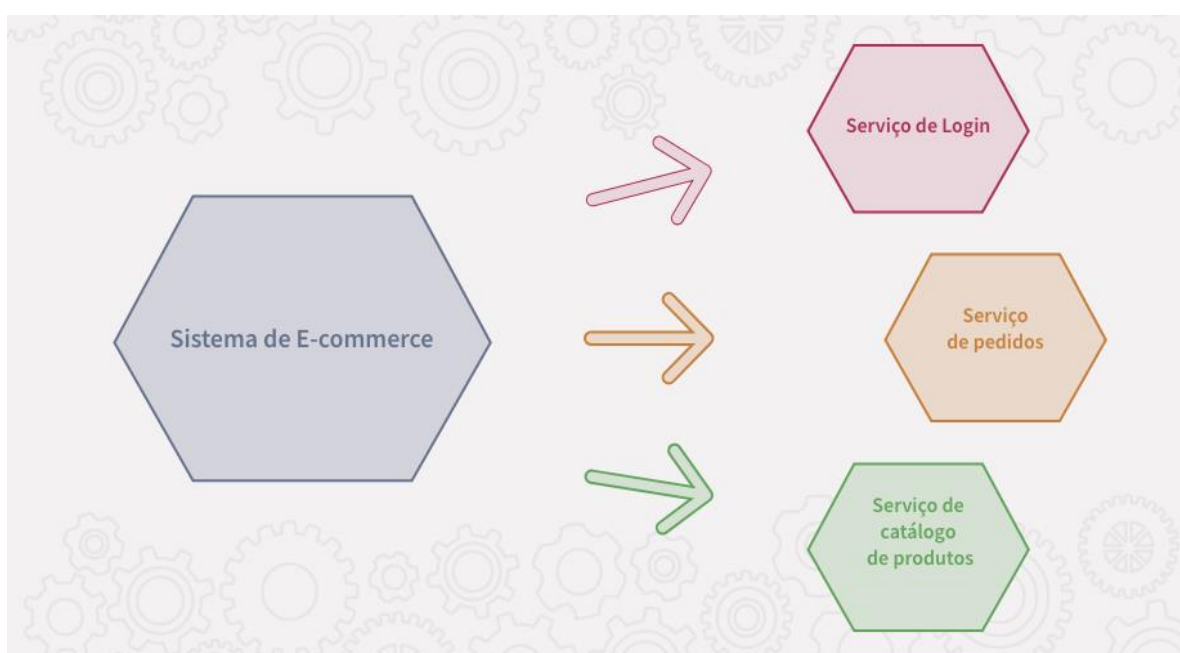 Serviço de Login
Sistema de E-commerce
Serviço
de pedidos
Serviço de
catálogo
de produtos